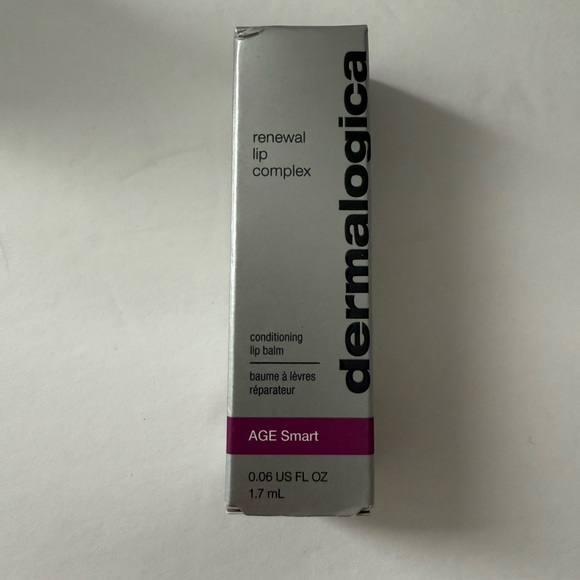 renewal
lip
complex
dermalogica
conditioning
lip balm
baume à lèvres
réparateur
AGE Smart
0.06 US FL OZ
1.7 mL